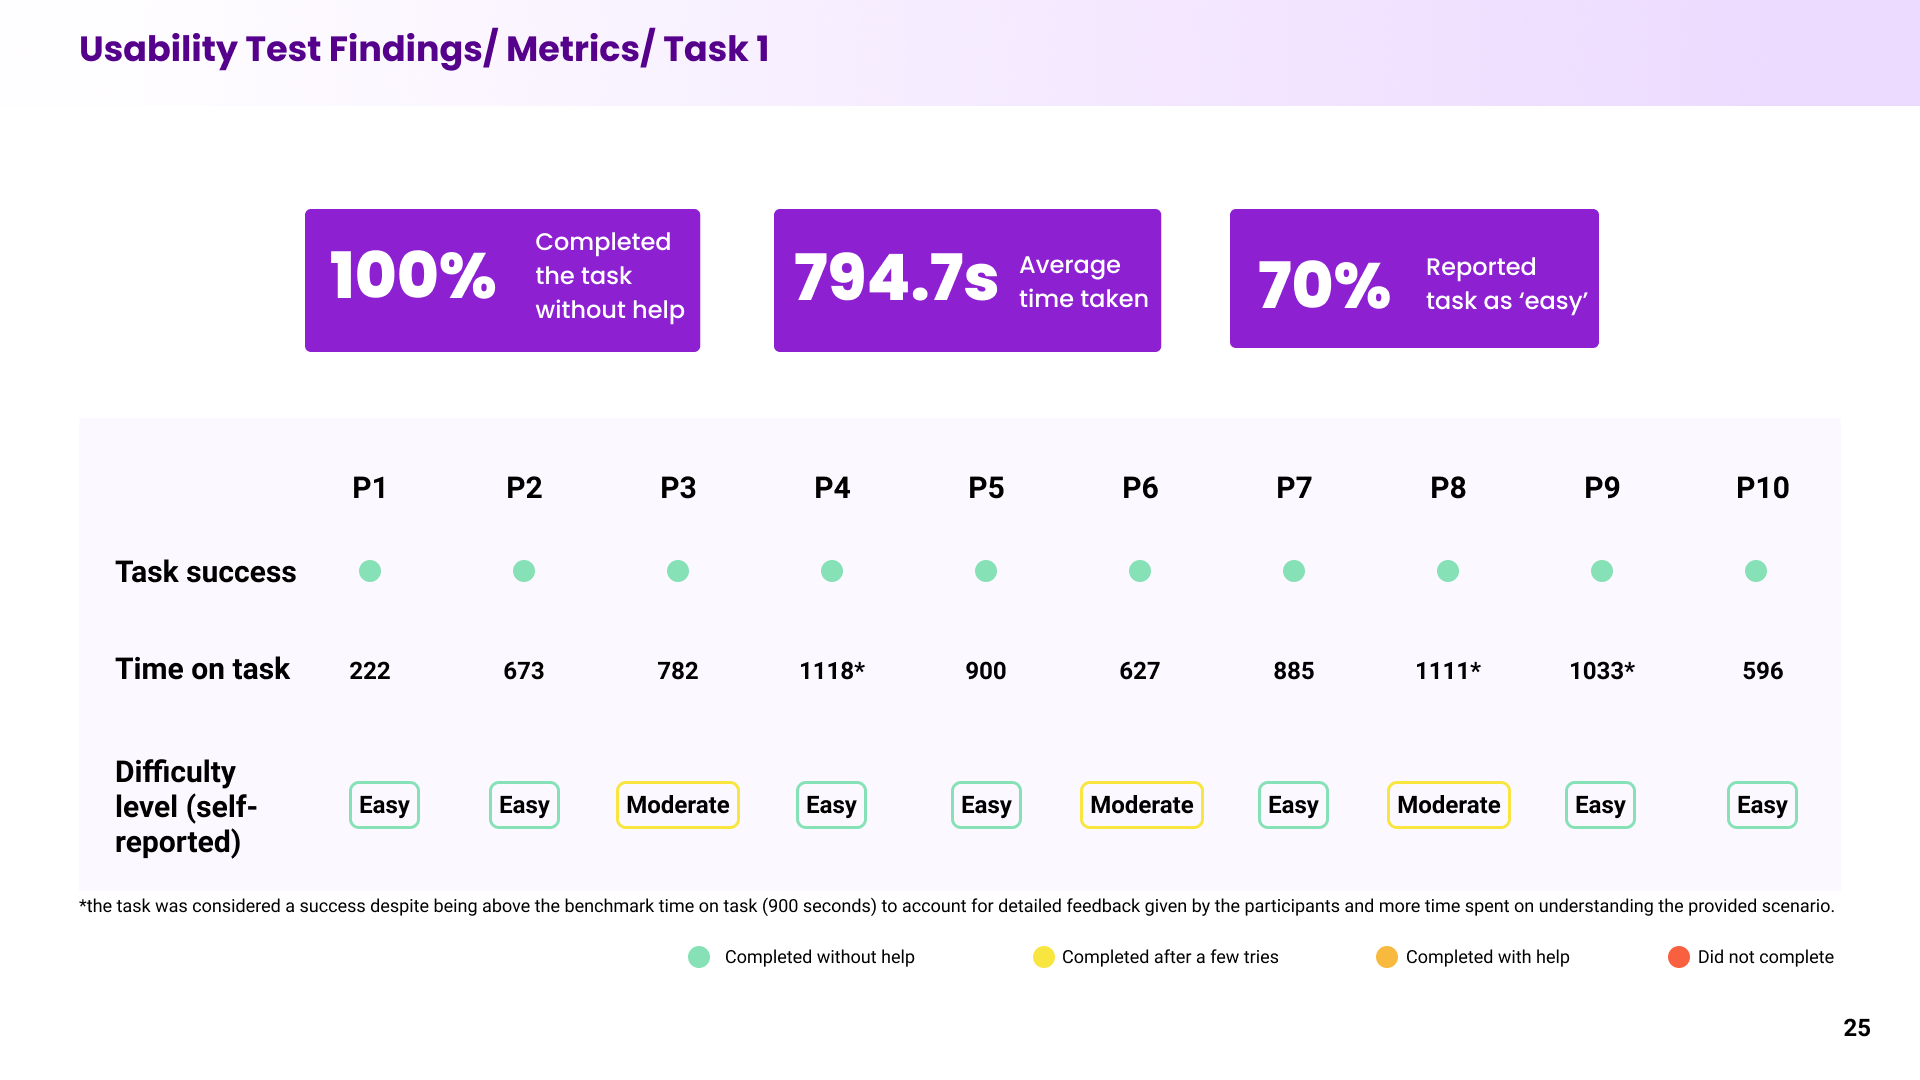 Usability Test Findings/ Metrics/ Task 1
100%
Completed
the task
without help
794.7s
Average
time taken
70%
Reported
task as ‘easy’
P1 P2 P3 P4 P5 P6 P7 P8 P9 P10
Task success
Time on task 222 673 782 1118* 900 627 885 1111* 1033* 596
Difficulty
level (self-
reported)
Easy Easy Moderate Easy Easy Moderate Easy Moderate Easy Easy
*the task was considered a success despite being above the benchmark time on task (900 seconds) to account for detailed feedback given by the participants and more time spent on understanding the provided scenario.
Completed without help Completed after a few tries Completed with help Did not complete
25